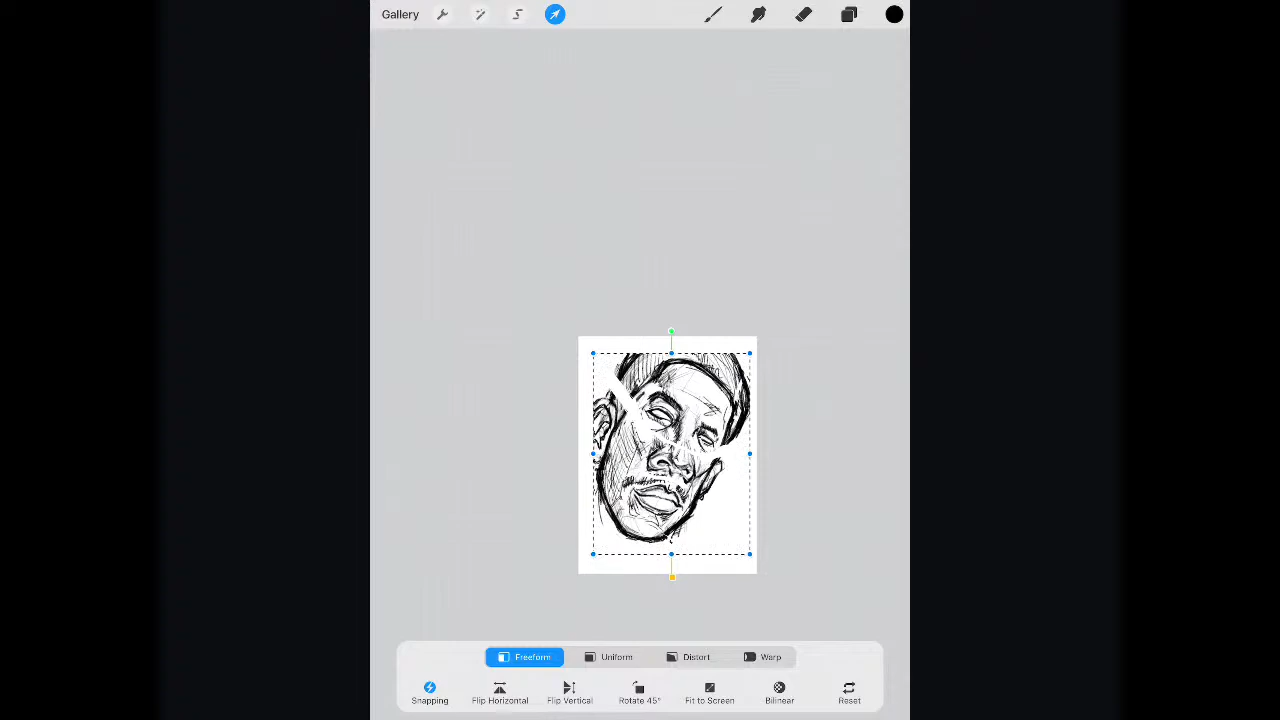 Gallery
Freeform Uniform Distort Warp
Snapping Flip Horizontal Flip Vertical Rotate 45° Fit to Screen Bilinear Reset